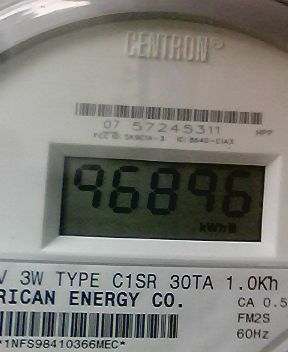 CENTRON®
07 57245311
HPP
96896
kWh
V 3W TYPE C1SR 30TA 1.0Kh
RICAN ENERGY CO.
CA 0.5
FM2S
60Hz
*1NFS98410366MEC*